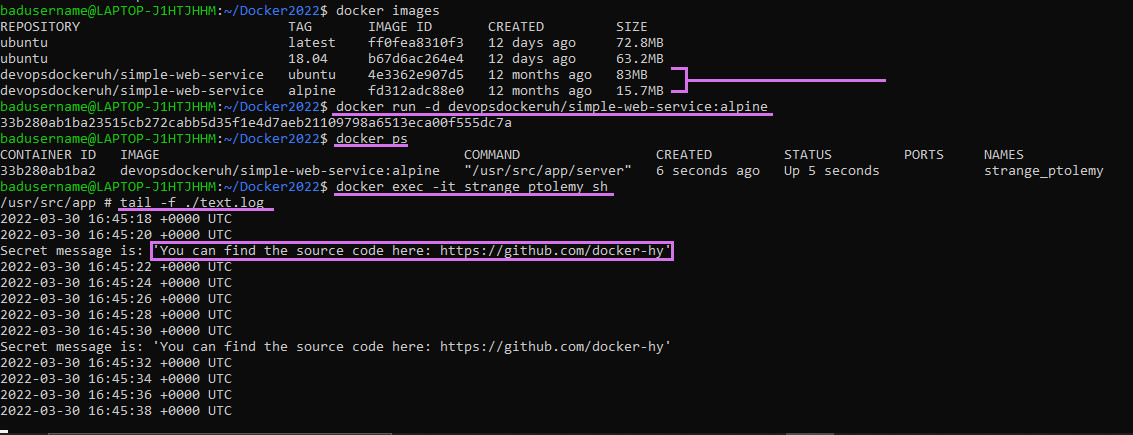 badusername@LAPTOP-J1HTJHHM:~/Docker2022$ docker images
REPOSITORY TAG IMAGE ID CREATED SIZE
ubuntu latest ff0fea8310f3 12 days ago 72.8MB
ubuntu 18.04 b67d6ac264e4 12 days ago 63.2MB
devopsdockeruh/simple-web-service ubuntu 4e3362e907d5 12 months ago 83MB
devopsdockeruh/simple-web-service alpine fd312adc88e0 12 months ago 15.7MB
badusername@LAPTOP-J1HTJHHM:~/Docker2022$ docker run -d devopsdockeruh/simple-web-service:alpine
33b280ab1ba23515cb272cabb5d35f1e4d7aeb21109798a6513eca00f555dc7a
badusername@LAPTOP-J1HTJHHM:~/Docker2022$ docker ps
CONTAINER ID IMAGE COMMAND CREATED STATUS PORTS NAMES
33b280ab1ba2 devopsdockeruh/simple-web-service:alpine "/usr/src/app/server" 6 seconds ago Up 5 seconds strange_ptolemy
badusername@LAPTOP-J1HTJHHM:~/Docker2022$ docker exec -it strange_ptolemy sh
/usr/src/app # tail -f ./text.log
2022-03-30 16:45:18 +0000 UTC
2022-03-30 16:45:20 +0000 UTC
Secret message is: 'You can find the source code here: https://github.com/docker-hy'
2022-03-30 16:45:22 +0000 UTC
2022-03-30 16:45:24 +0000 UTC
2022-03-30 16:45:26 +0000 UTC
2022-03-30 16:45:28 +0000 UTC
2022-03-30 16:45:30 +0000 UTC
Secret message is: 'You can find the source code here: https://github.com/docker-hy'
2022-03-30 16:45:32 +0000 UTC
2022-03-30 16:45:34 +0000 UTC
2022-03-30 16:45:36 +0000 UTC
2022-03-30 16:45:38 +0000 UTC